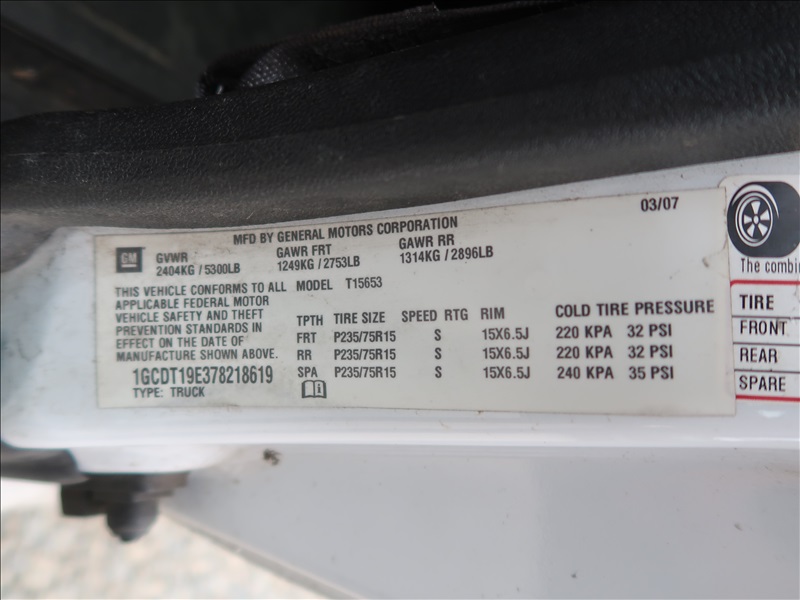 03/07
MFD BY GENERAL MOTORS CORPORATION
GM
GVWR GAWR FRT GAWR RR
2404KG / 5300LB 1249KG / 2753LB 1314KG / 2896LB
THIS VEHICLE CONFORMS TO ALL
APPLICABLE FEDERAL MOTOR
VEHICLE SAFETY AND THEFT
PREVENTION STANDARDS IN
EFFECT ON THE DATE OF
MANUFACTURE SHOWN ABOVE.
1GCDT19E378218619
TYPE: TRUCK
MODEL T15653
TPTH TIRE SIZE SPEED RTG RIM COLD TIRE PRESSURE
FRT P235/75R15 S 15X6.5J 220 KPA 32 PSI
RR P235/75R15 S 15X6.5J 220 KPA 32 PSI
SPA P235/75R15 S 15X6.5J 240 KPA 35 PSI
The combin
TIRE
FRONT
REAR
SPARE